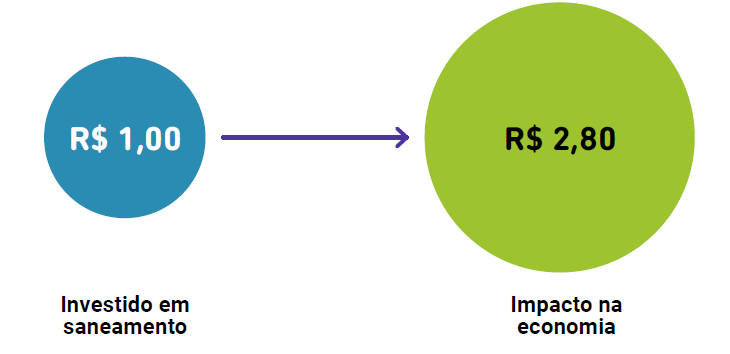 R$ 1,00
R$ 2,80
Investido em
saneamento
Impacto na
economia